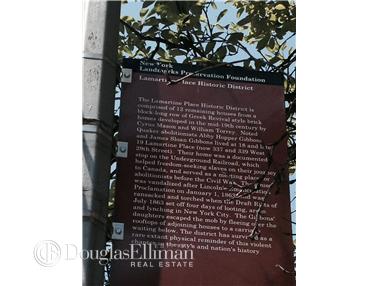 New York
Landmarks Preservation Foundation
Lamartine Place Historic District
The Lamartine Place Historic District is
comprised of 12 remaining houses from a
block long row of Greek Revival style brick
homes developed in the mid-19th century by
Cyrus Mason and William Torrey. Noted
Quaker abolitionists Abby Hopper Gibbons
and James Sloan Gibbons lived at 18 and
19 Lamartine Place (now 337 and 339 West
29th Street). Their home was a documented
stop on the Underground Railroad, which
helped freedom-seeking slaves on their journey
to Canada, and served as a meeting place
abolitionists before the Civil War. The
was vandalized after Lincoln's
Proclamation on January 1, 1863 and was
ransacked and torched when the Draft Riots of
July 1863 set off four days of looting,
and lynching in New York City. The Gibbons'
daughters escaped the mob by fleeing over the
rooftops of adjoining houses to a carriage
waiting below. The district has survived as a
rare extant physical reminder of this violent
chapter in the city's and nation's history
DouglasElliman
REAL ESTATE